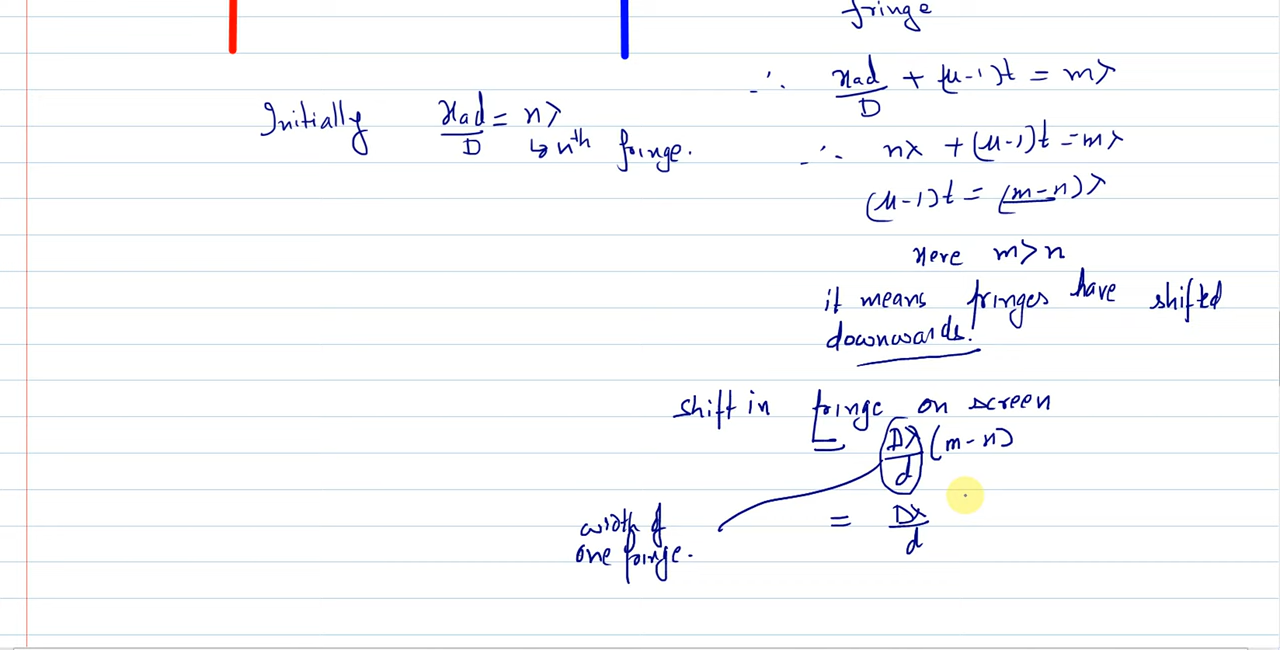 fringe
Initially xnd/D = nλ
↳ nth fringe.
∴ xnd/D + (μ-1)t = mλ
∴ nλ + (μ-1)t = mλ
(μ-1)t = (m-n)λ
Here m>n
it means fringes have shifted
downwards!
shift in fringe on screen
Dλ/d (m-n)
= Dλ/d
width of
one fringe.